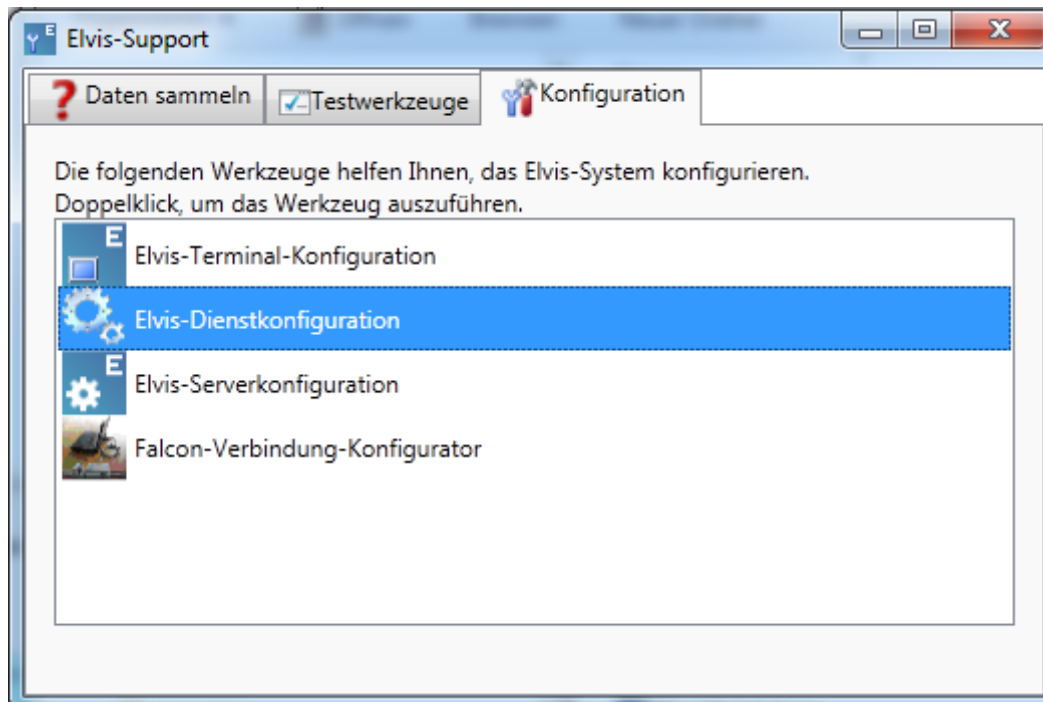 Elvis-Support
Daten sammeln Testwerkzeuge Konfiguration
Die folgenden Werkzeuge helfen Ihnen, das Elvis-System konfigurieren.
Doppelklick, um das Werkzeug auszuführen.
Elvis-Terminal-Konfiguration
Elvis-Dienstkonfiguration
Elvis-Serverkonfiguration
Falcon-Verbindung-Konfigurator